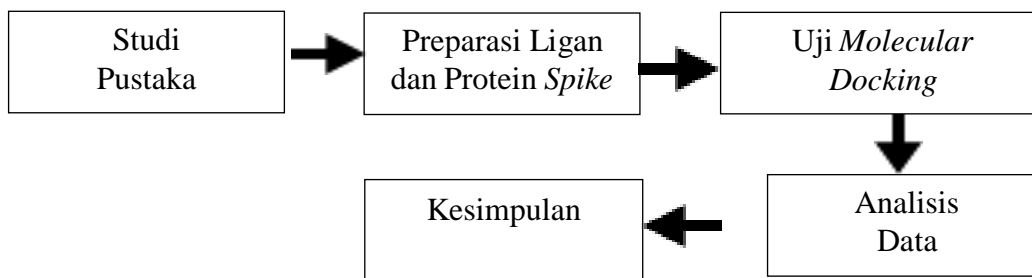 Studi
Pustaka
Preparasi Ligan
dan Protein Spike
Uji Molecular
Docking
Analisis
Data
Kesimpulan